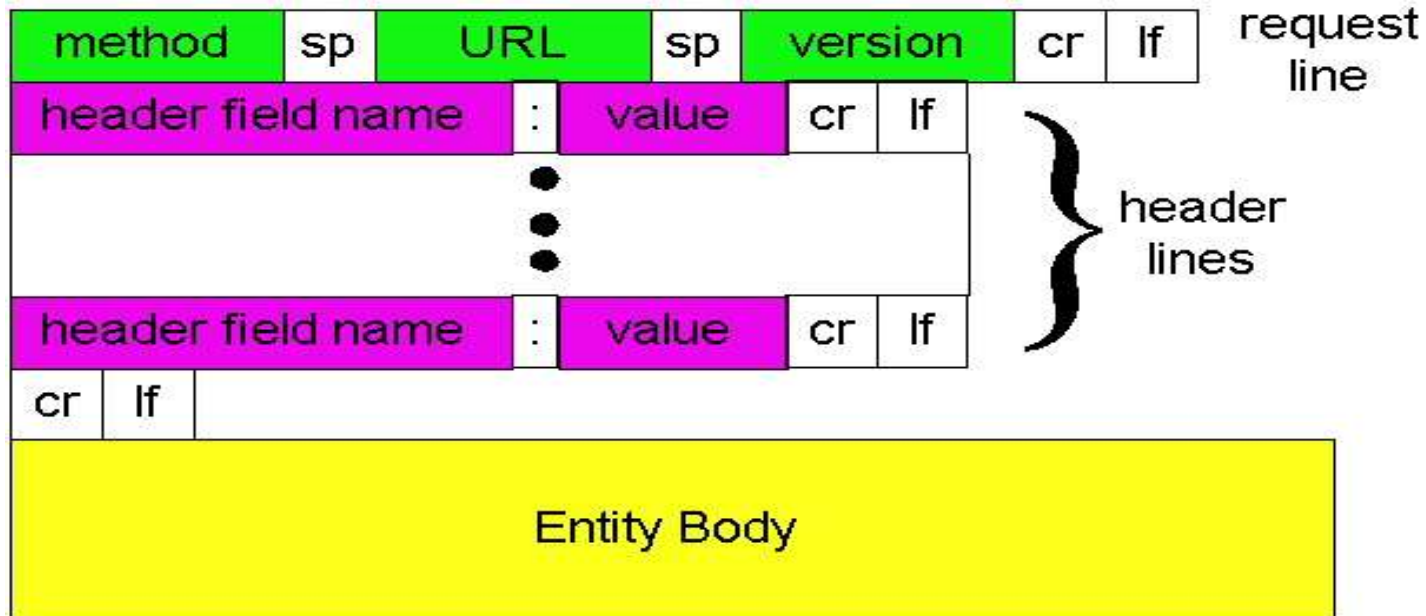 method sp URL sp version cr lf request line
header field name : value cr lf
header lines
header field name : value cr lf
cr lf
Entity Body